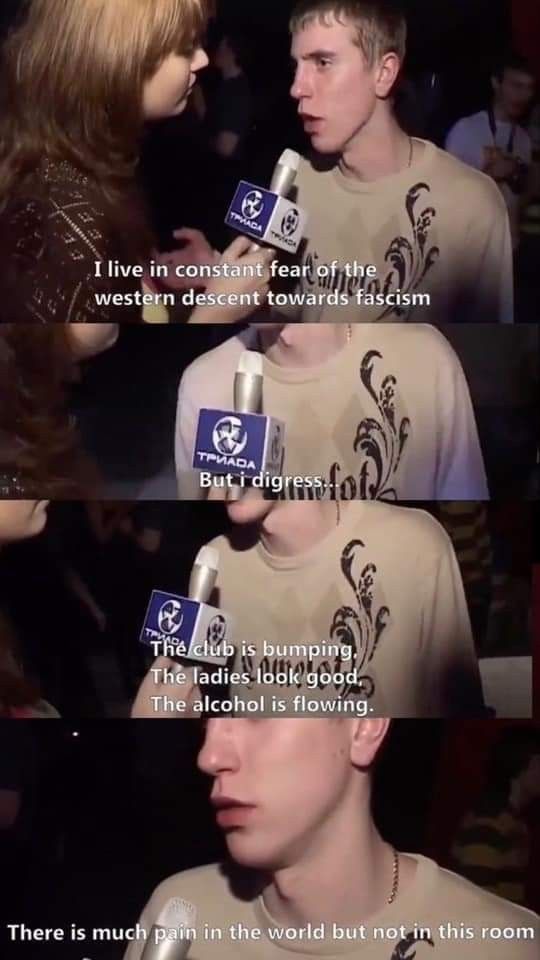 ТРИАДА
ТРИАДА
I live in constant fear of the
western descent towards fascism
ТРИАДА
But i digress...
ТРИАДА
The club is bumping,
The ladies look good,
The alcohol is flowing.
There is much pain in the world but not in this room